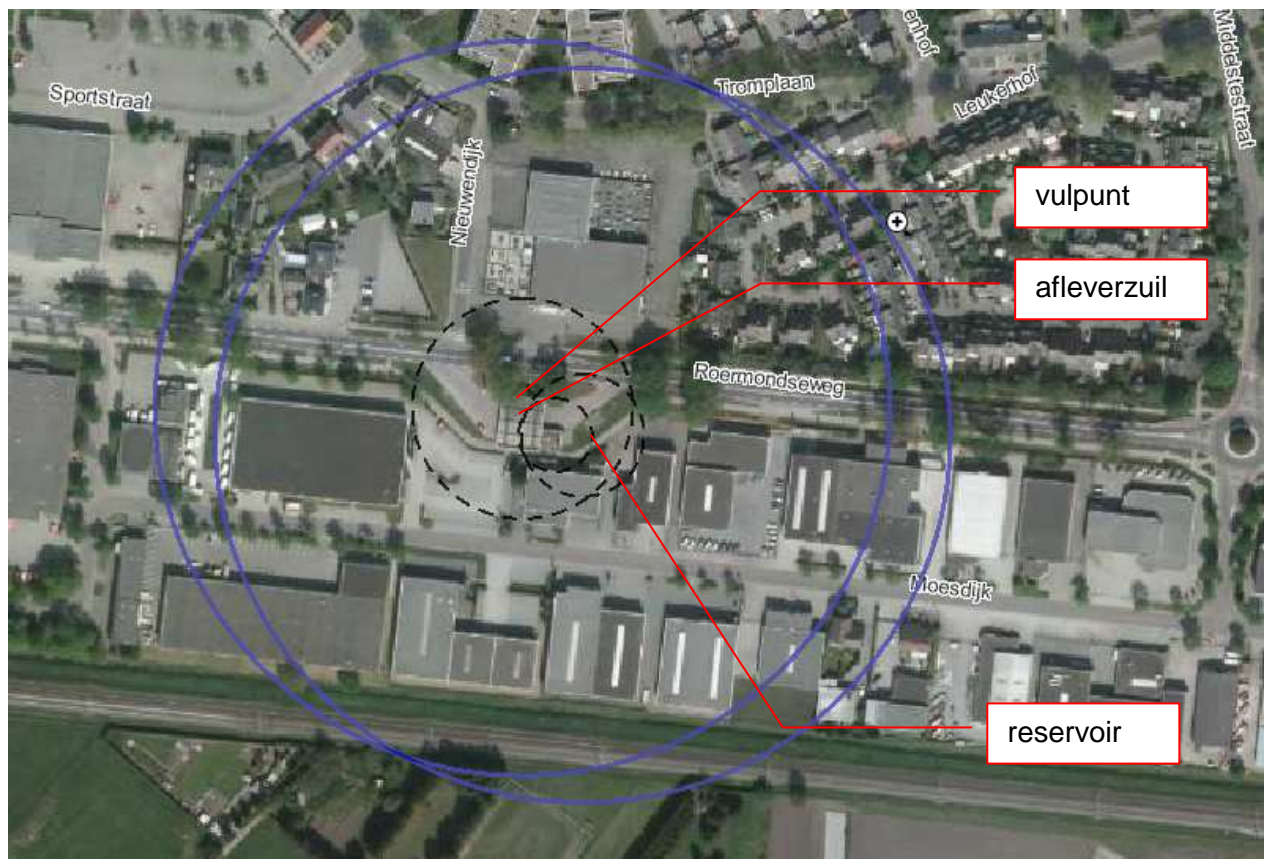 enhof
Middelstestraat
Sportstraat
Tromplaan
Leukerhof
Nieuwendijk
vulpunt
afleverzuil
Roermondseweg
Moesdijk
reservoir